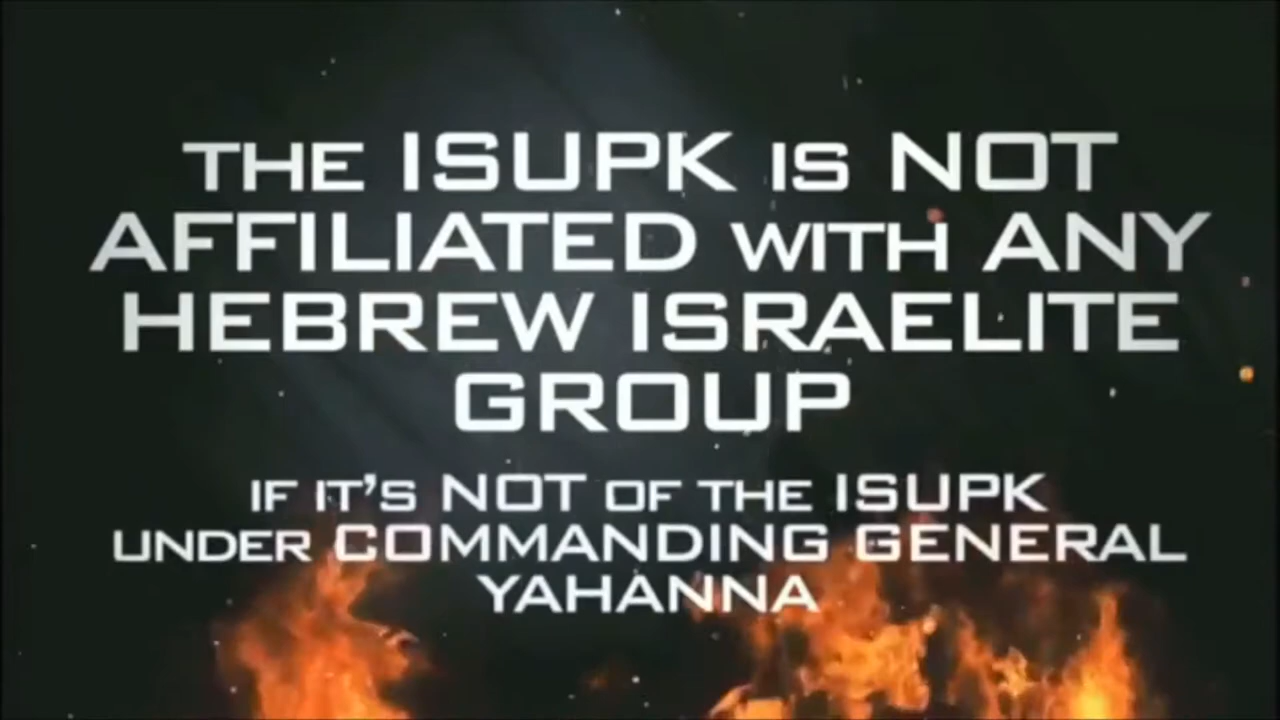 THE ISUPK IS NOT
AFFILIATED WITH ANY
HEBREW ISRAELITE
GROUP
IF IT'S NOT OF THE ISUPK
UNDER COMMANDING GENERAL
YAHANNA